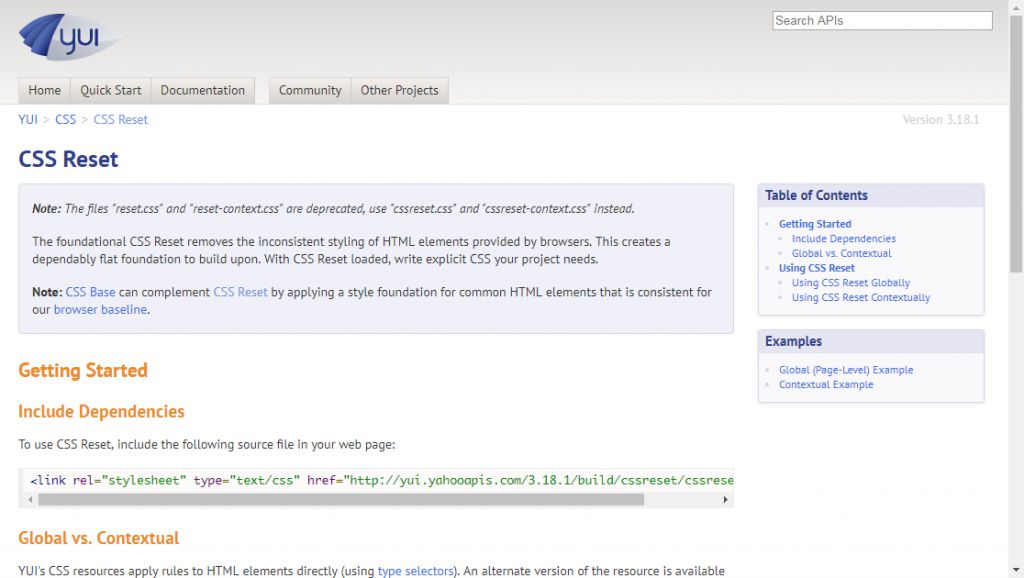 yui
Search APIs
Home Quick Start Documentation Community Other Projects
YUI > CSS > CSS Reset
Version 3.18.1
CSS Reset
Note: The files "reset.css" and "reset-context.css" are deprecated, use "cssreset.css" and "cssreset-context.css" instead.
The foundational CSS Reset removes the inconsistent styling of HTML elements provided by browsers. This creates a
dependably flat foundation to build upon. With CSS Reset loaded, write explicit CSS your project needs.
Note: CSS Base can complement CSS Reset by applying a style foundation for common HTML elements that is consistent for
our browser baseline.
Getting Started
Include Dependencies
To use CSS Reset, include the following source file in your web page:
<link rel="stylesheet" type="text/css" href="http://yui.yahooapis.com/3.18.1/build/cssreset/cssrese
Global vs. Contextual
YUI's CSS resources apply rules to HTML elements directly (using type selectors). An alternate version of the resource is available
Table of Contents
Getting Started
Include Dependencies
Global vs. Contextual
Using CSS Reset
Using CSS Reset Globally
Using CSS Reset Contextually
Examples
Global (Page-Level) Example
Contextual Example